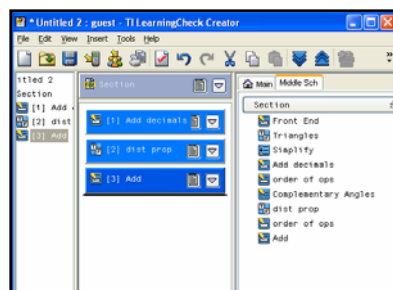 * Untitled 2 : guest - TI LearningCheck Creator
File Edit View Insert Tools Help
»
itled 2
Section
[1] Add
[2] dist
[3] Add
Section
[1] Add decimals
[2] dist prop
[3] Add
Main Middle Sch
Section
Front End
Triangles
Simplify
Add decimals
order of ops
Complementary Angles
dist prop
order of ops
Add